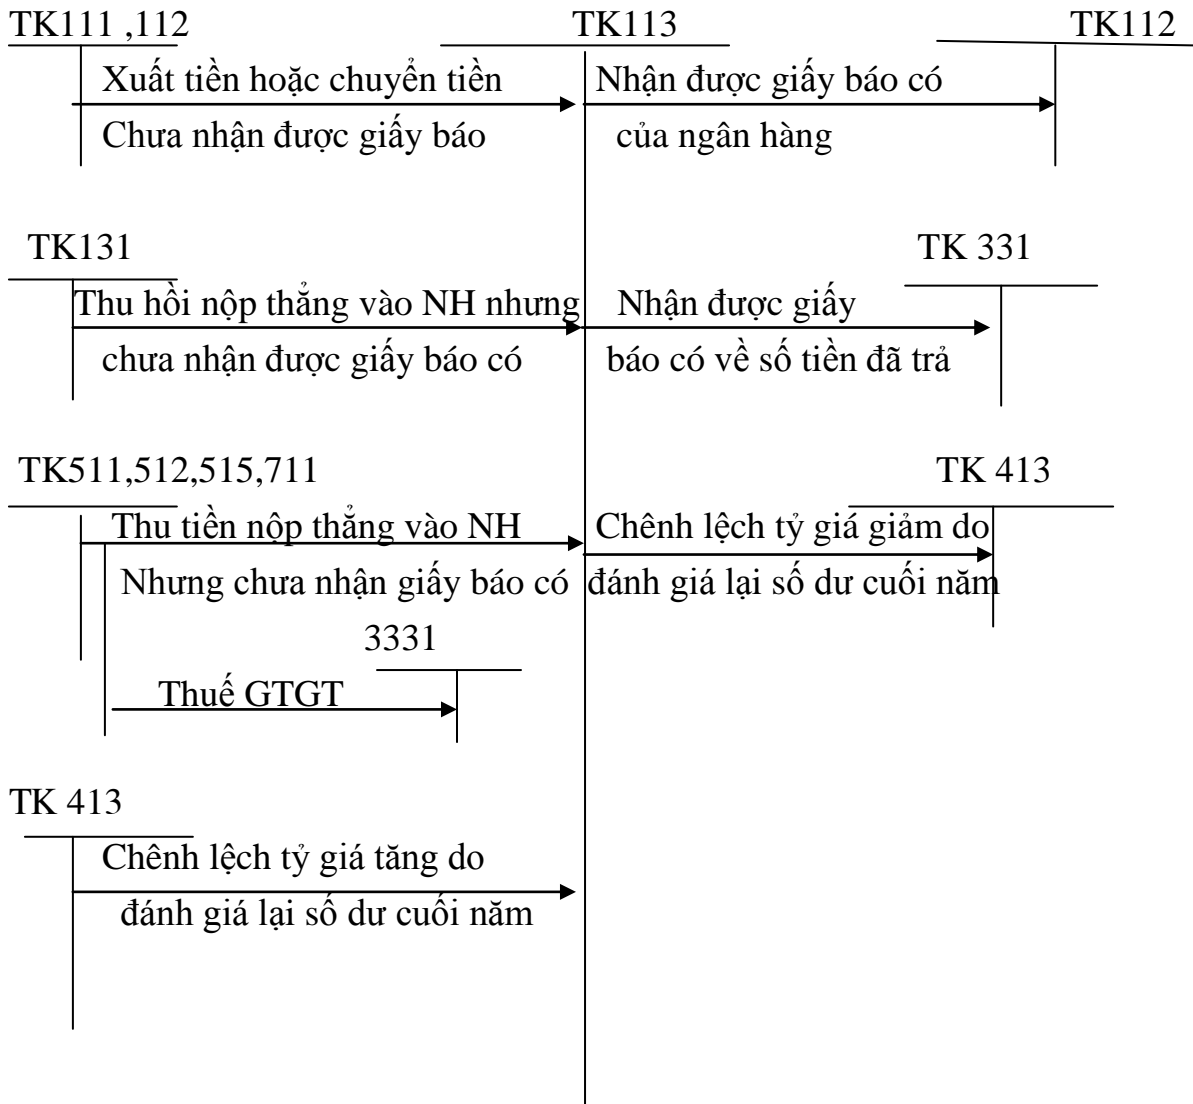 TK111 ,112 TK113 TK112
Xuất tiền hoặc chuyển tiền Nhận được giấy báo có
Chưa nhận được giấy báo của ngân hàng
TK131 TK 331
Thu hồi nộp thẳng vào NH nhưng Nhận được giấy
chưa nhận được giấy báo có báo có về số tiền đã trả
TK511,512,515,711 TK 413
Thu tiền nộp thẳng vào NH Chênh lệch tỷ giá giảm do
Nhưng chưa nhận giấy báo có đánh giá lại số dư cuối năm
3331
Thuế GTGT
TK 413
Chênh lệch tỷ giá tăng do
đánh giá lại số dư cuối năm